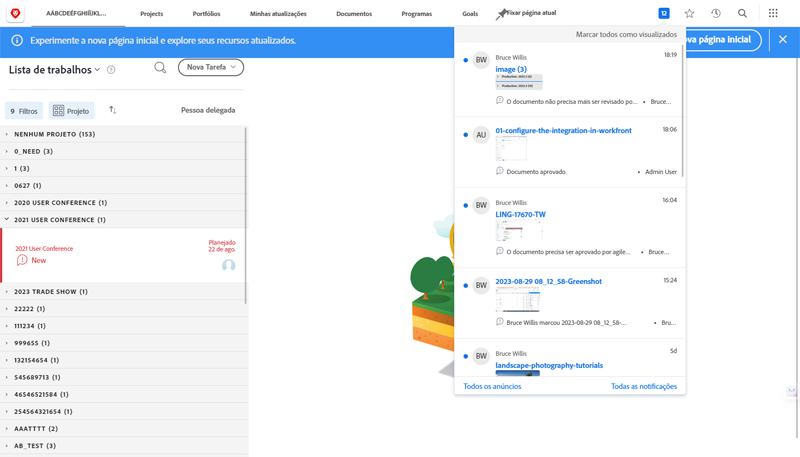 AÁBCDEÉFGHIÍÏJKL...
Projects
Portfólios
Minhas atualizações
Documentos
Programas
Goals
Fixar página atual
12
Experimente a nova página inicial e explore seus recursos atualizados.
ova página inicial
Lista de trabalhos
Nova Tarefa
9 Filtros
Projeto
Pessoa delegada
NENHUM PROJETO (153)
0_NEED (3)
1 (3)
0627 (1)
2020 USER CONFERENCE (1)
2021 USER CONFERENCE (1)
2021 User Conference
New
Planejado
22 de ago.
2023 TRADE SHOW (1)
22222 (1)
111234 (1)
999655 (1)
132154654 (1)
545689713 (1)
46546521584 (1)
254564321654 (1)
AAATTTT (2)
AB_TEST (3)
Marcar todos como visualizados
BW
Bruce Willis
18:19
image (3)
O documento não precisa mais ser revisado po...
• Bruce...
AU
01-configure-the-integration-in-workfront
18:06
Documento aprovado.
• Admin User
BW
Bruce Willis
16:04
LING-17670-TW
O documento precisa ser aprovado por agile...
• Bruce...
BW
2023-08-29 08_12_58-Greenshot
15:24
Bruce Willis marcou 2023-08-29 08_12_58-...
• Bru...
BW
Bruce Willis
5d
landscape-photography-tutorials
Todos os anúncios
Todas as notificações